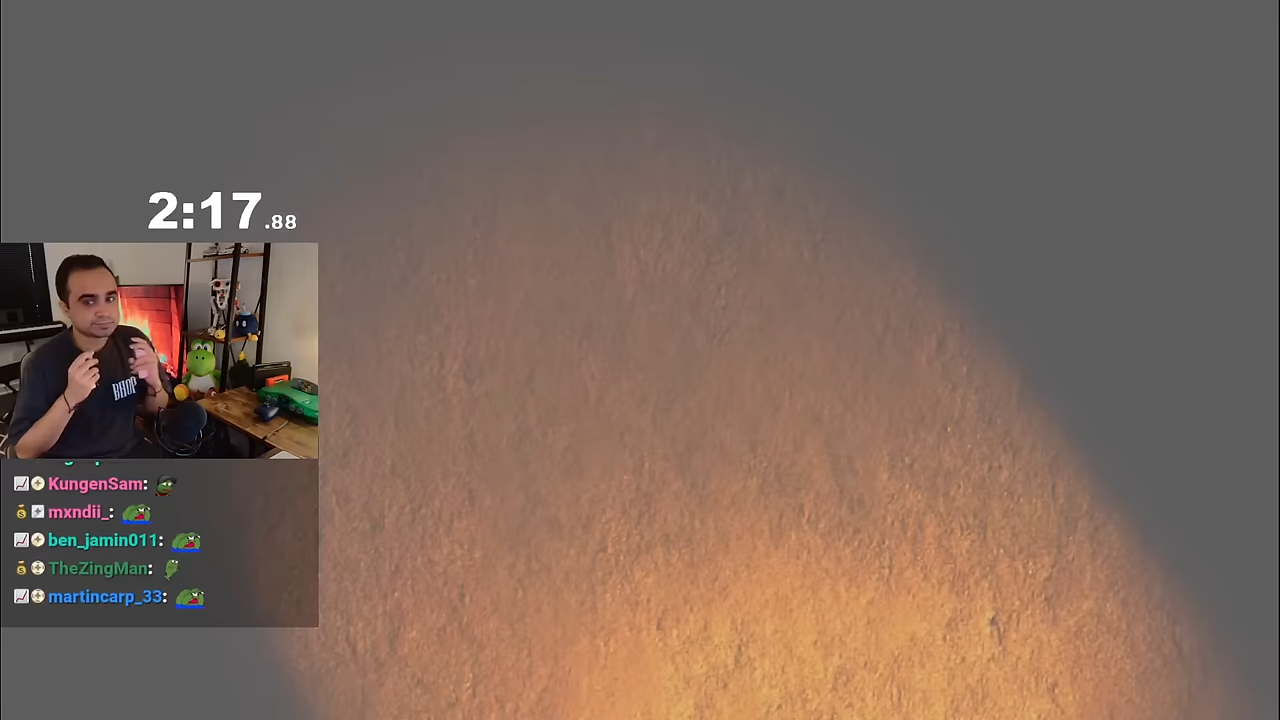 2:17.88
BHOP
KungenSam:
mxndii_:
ben_jamin011:
TheZingMan:
martincarp_33: